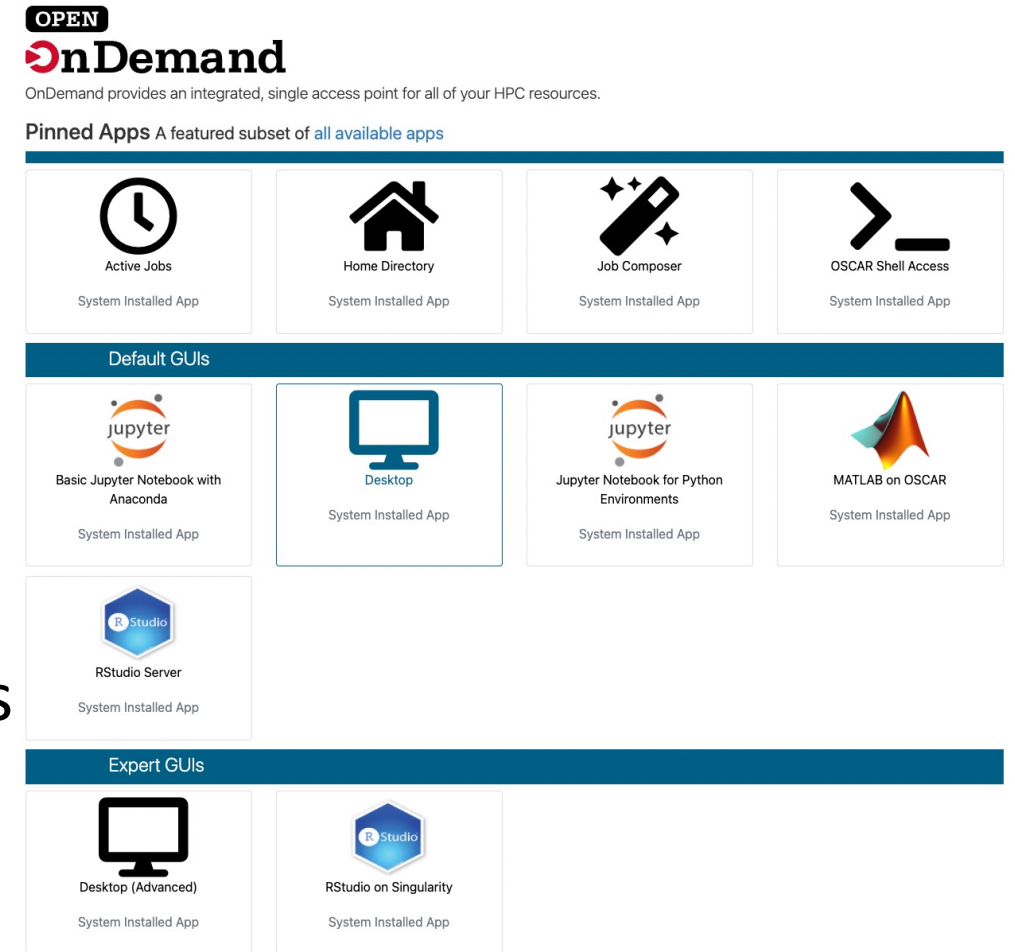 OPEN
OnDemand
OnDemand provides an integrated, single access point for all of your HPC resources.
Pinned Apps A featured subset of all available apps
Active Jobs
System Installed App
Home Directory
System Installed App
Job Composer
System Installed App
OSCAR Shell Access
System Installed App
Default GUIs
jupyter
Basic Jupyter Notebook with
Anaconda
System Installed App
Desktop
System Installed App
jupyter
Jupyter Notebook for Python
Environments
System Installed App
MATLAB on OSCAR
System Installed App
R Studio
RStudio Server
System Installed App
s
Expert GUIs
Desktop (Advanced)
System Installed App
R Studio
RStudio on Singularity
System Installed App